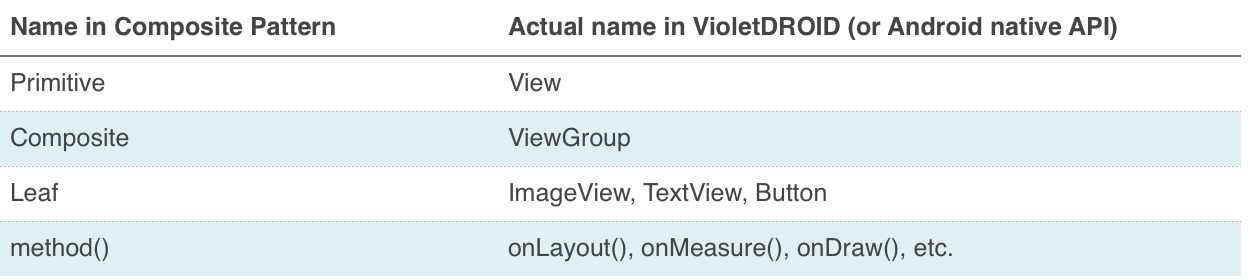 Name in Composite Pattern Actual name in VioletDROID (or Android native API)
Primitive View
Composite ViewGroup
Leaf ImageView, TextView, Button
method() onLayout(), onMeasure(), onDraw(), etc.